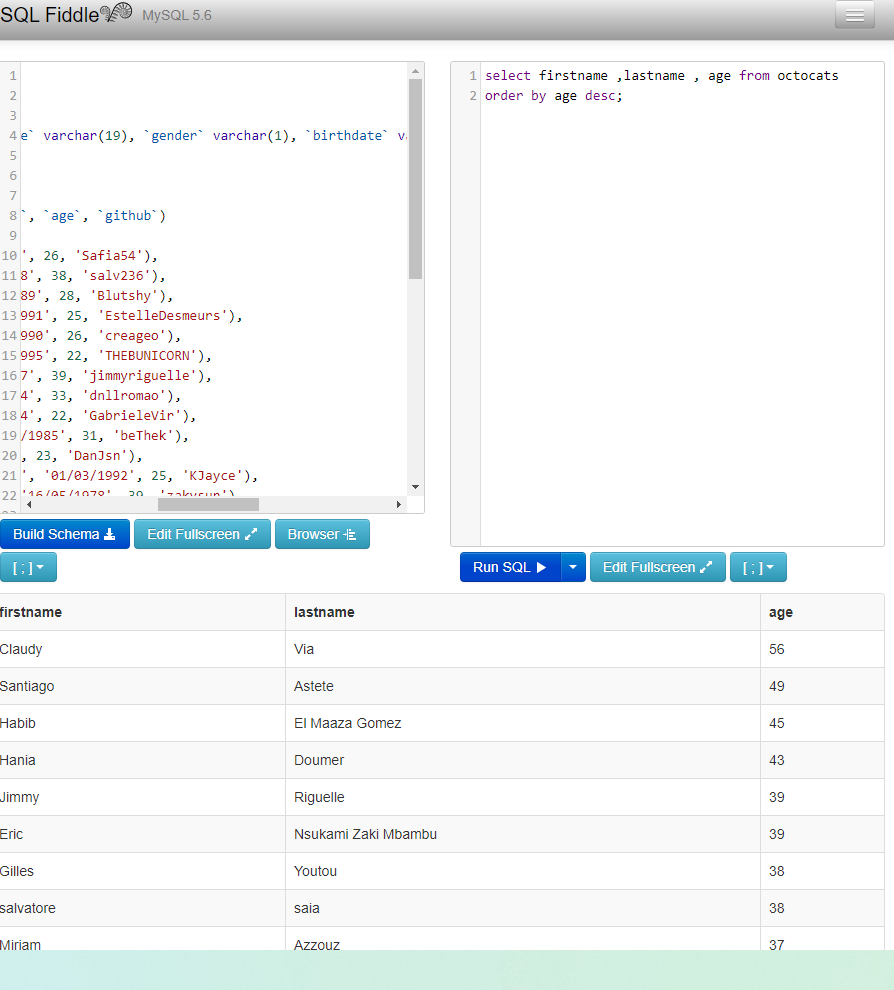 SQL Fiddle MySQL 5.6
1
2
3
4 e` varchar(19), `gender` varchar(1), `birthdate` va
5
6
7
8 `, `age`, `github`)
9
10 ', 26, 'Safia54'),
11 8', 38, 'salv236'),
12 89', 28, 'Blutshy'),
13 991', 25, 'EstelleDesmeurs'),
14 990', 26, 'creageo'),
15 995', 22, 'THEBUNICORN'),
16 7', 39, 'jimmyriguelle'),
17 4', 33, 'dnllromao'),
18 4', 22, 'GabrieleVir'),
19 /1985', 31, 'beThek'),
20 , 23, 'DanJsn'),
21 ', '01/03/1992', 25, 'KJayce'),
22 '16/05/1978', 39, 'zakysun')
1 select firstname ,lastname , age from octocats
2 order by age desc;
Build Schema Edit Fullscreen Browser
[ ; ]
Run SQL Edit Fullscreen [ ; ]
firstname lastname age
Claudy Via 56
Santiago Astete 49
Habib El Maaza Gomez 45
Hania Doumer 43
Jimmy Riguelle 39
Eric Nsukami Zaki Mbambu 39
Gilles Youtou 38
salvatore saia 38
Miriam Azzouz 37